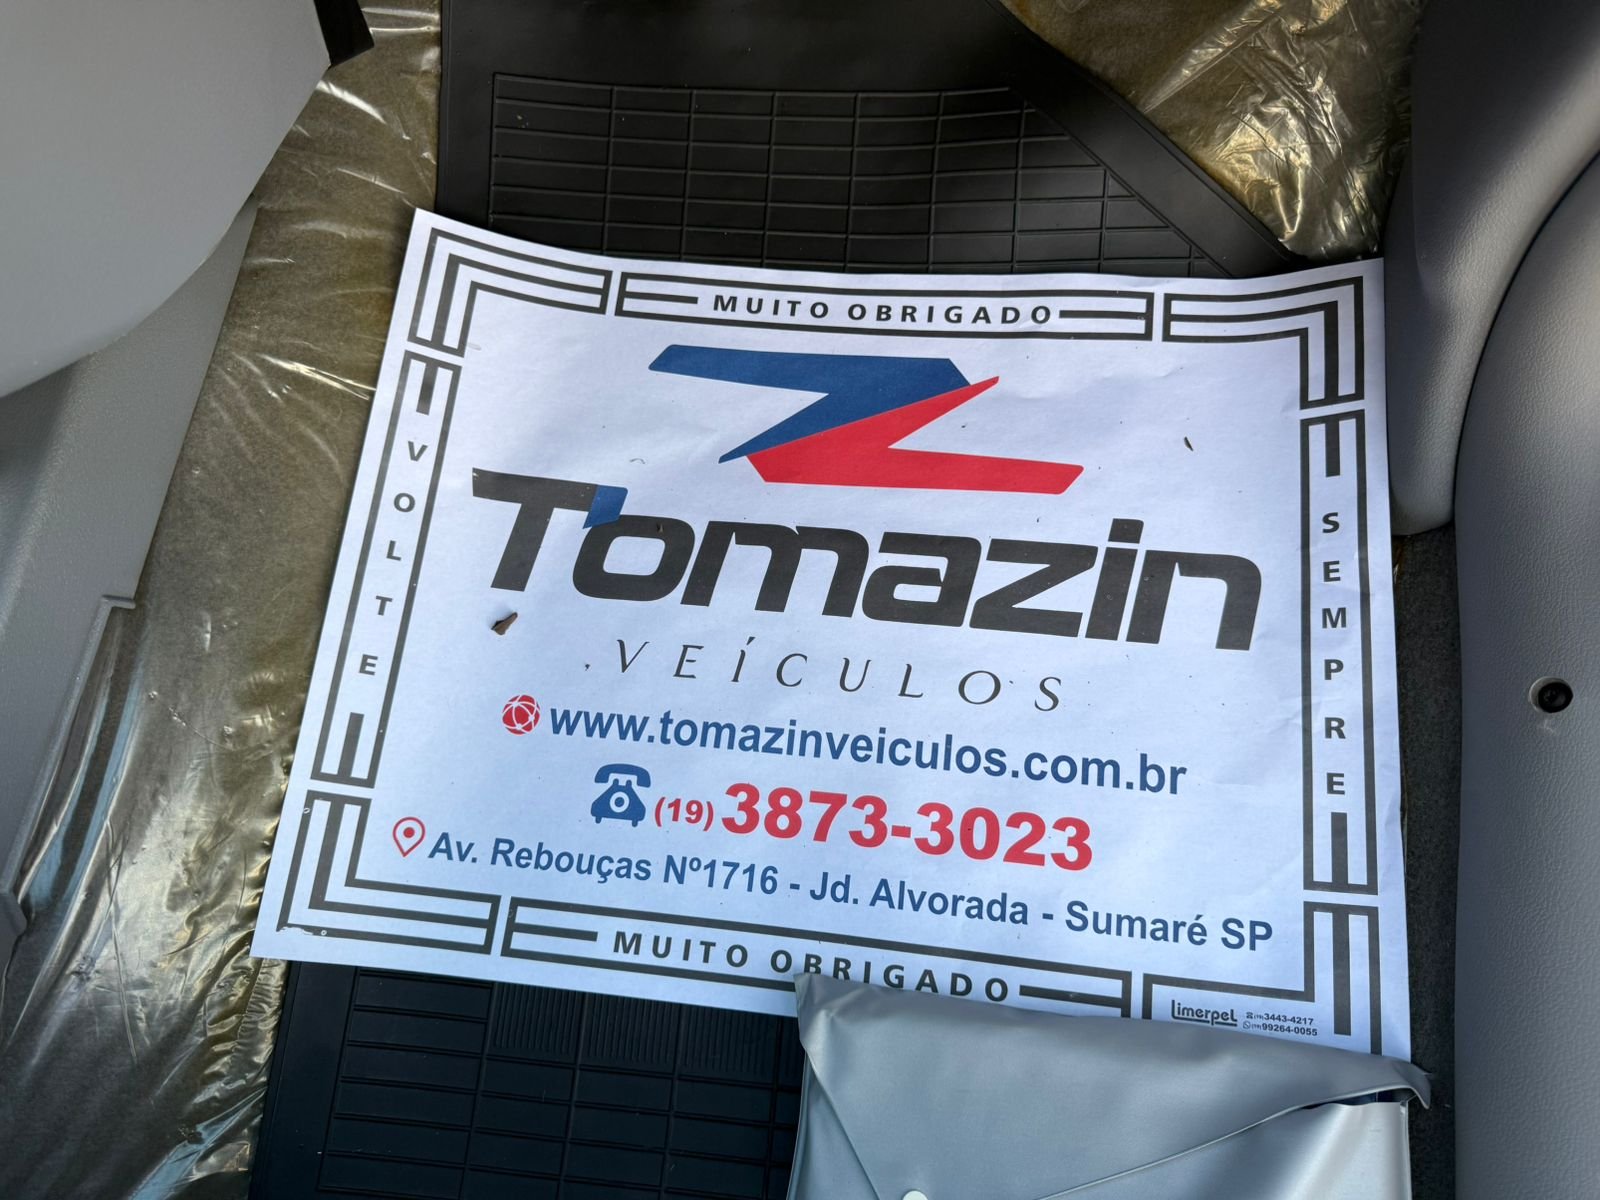 MUITO OBRIGADO
VOLTE
SEMPRE
Tomazin
VEÍCULOS
www.tomazinveiculos.com.br
(19) 3873-3023
Av. Rebouças Nº1716 - Jd. Alvorada - Sumaré SP
MUITO OBRIGADO
Limerpel
(19) 3443-4217
(19) 99264-0055